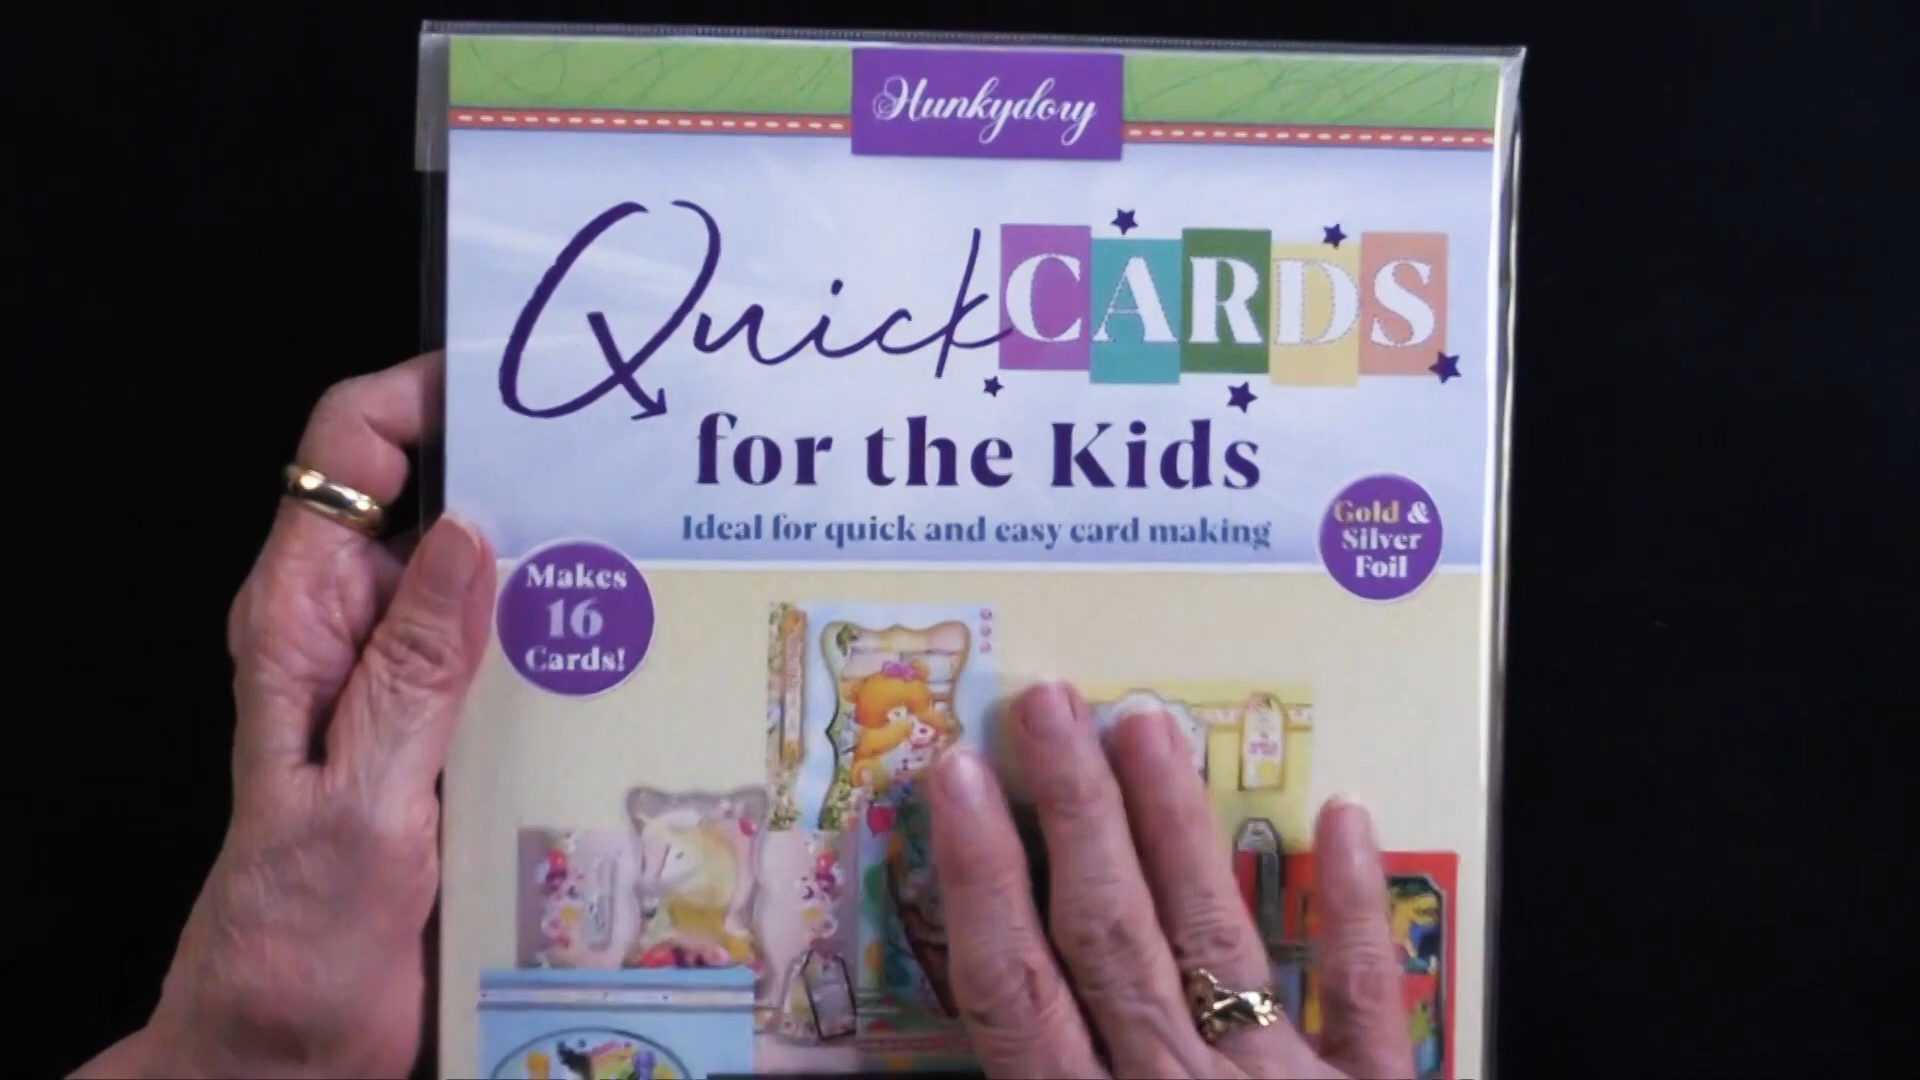 Hunkydory
Quick CARDS
for the Kids
Ideal for quick and easy card making
Gold &
Silver
Foil
Makes
16
Cards!